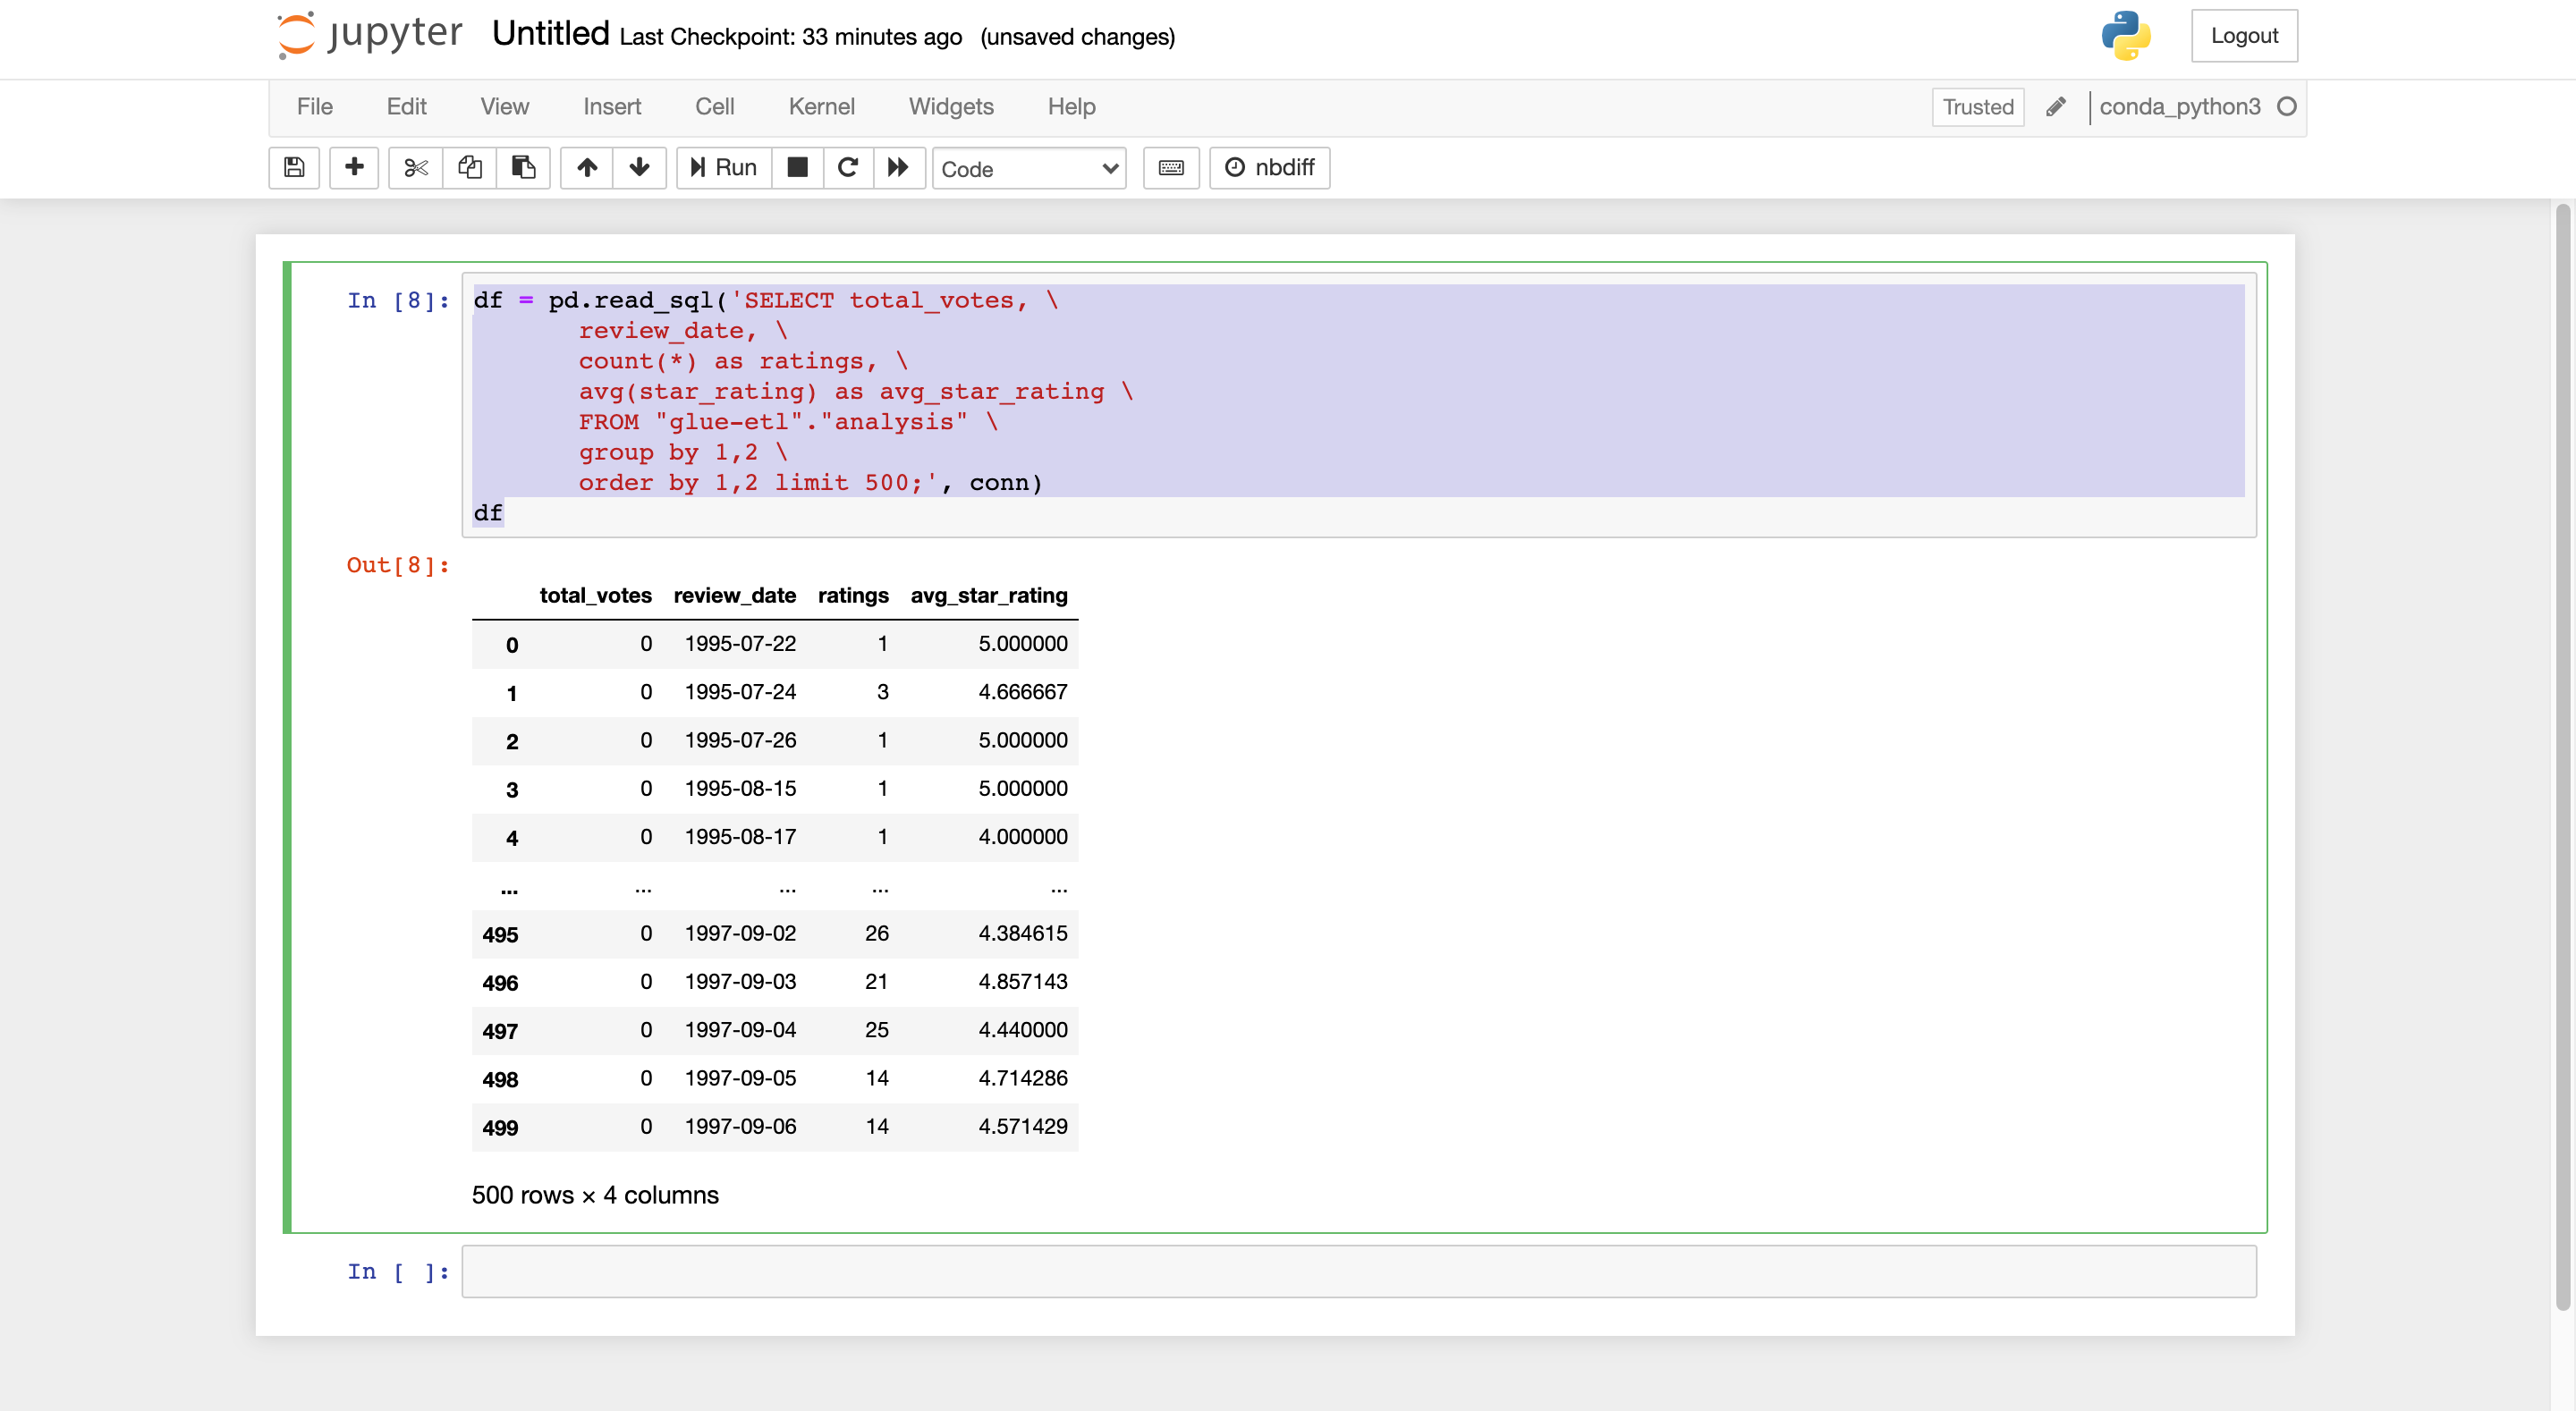 jupyter Untitled Last Checkpoint: 33 minutes ago (unsaved changes) Logout
File Edit View Insert Cell Kernel Widgets Help Trusted conda_python3
Run Code nbdiff
In [8]: df = pd.read_sql('SELECT total_votes, \
review_date, \
count(*) as ratings, \
avg(star_rating) as avg_star_rating \
FROM "glue-etl"."analysis" \
group by 1,2 \
order by 1,2 limit 500;', conn)
df
Out[8]:
total_votes review_date ratings avg_star_rating
0 0 1995-07-22 1 5.000000
1 0 1995-07-24 3 4.666667
2 0 1995-07-26 1 5.000000
3 0 1995-08-15 1 5.000000
4 0 1995-08-17 1 4.000000
... ... ... ... ...
495 0 1997-09-02 26 4.384615
496 0 1997-09-03 21 4.857143
497 0 1997-09-04 25 4.440000
498 0 1997-09-05 14 4.714286
499 0 1997-09-06 14 4.571429
500 rows × 4 columns
In [ ]: